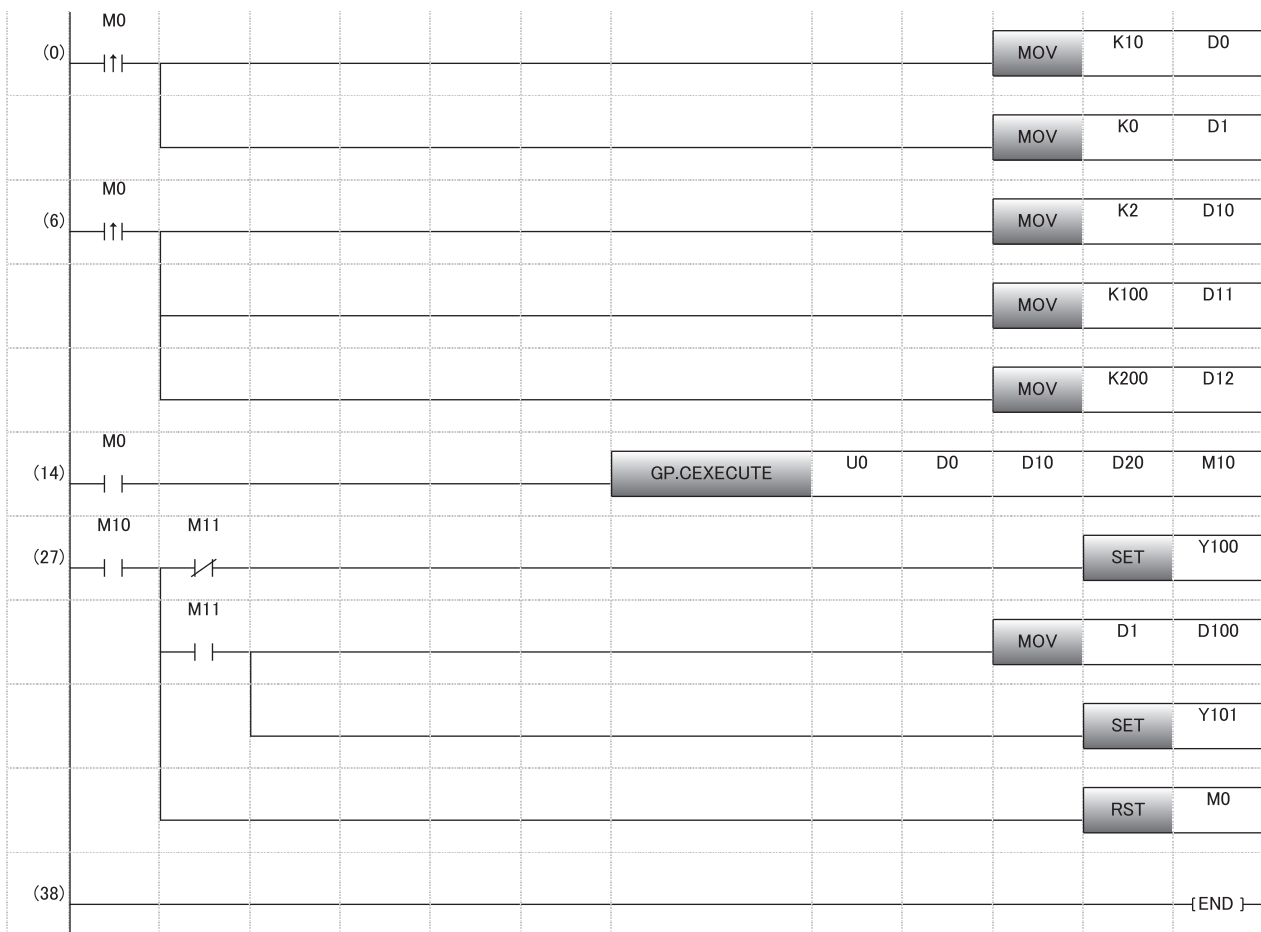 M0
(0) MOV K10 D0
MOV K0 D1
M0
(6) MOV K2 D10
MOV K100 D11
MOV K200 D12
M0
(14) GP.CEXECUTE U0 D0 D10 D20 M10
M10 M11
(27) SET Y100
M11
MOV D1 D100
SET Y101
RST M0
(38) [END]